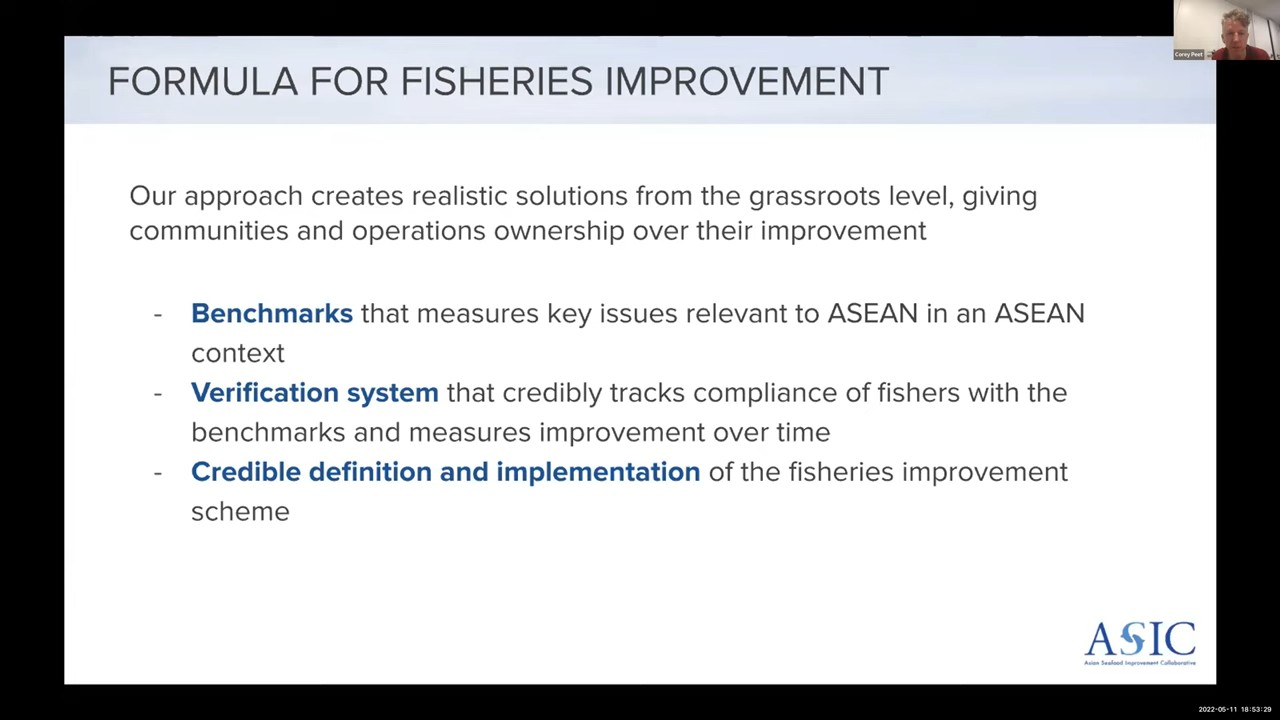 Corey Peet
FORMULA FOR FISHERIES IMPROVEMENT
Our approach creates realistic solutions from the grassroots level, giving
communities and operations ownership over their improvement
- Benchmarks that measures key issues relevant to ASEAN in an ASEAN
context
- Verification system that credibly tracks compliance of fishers with the
benchmarks and measures improvement over time
- Credible definition and implementation of the fisheries improvement
scheme
ASIC
Asian Seafood Improvement Collaborative
2022-05-11 18:53:29